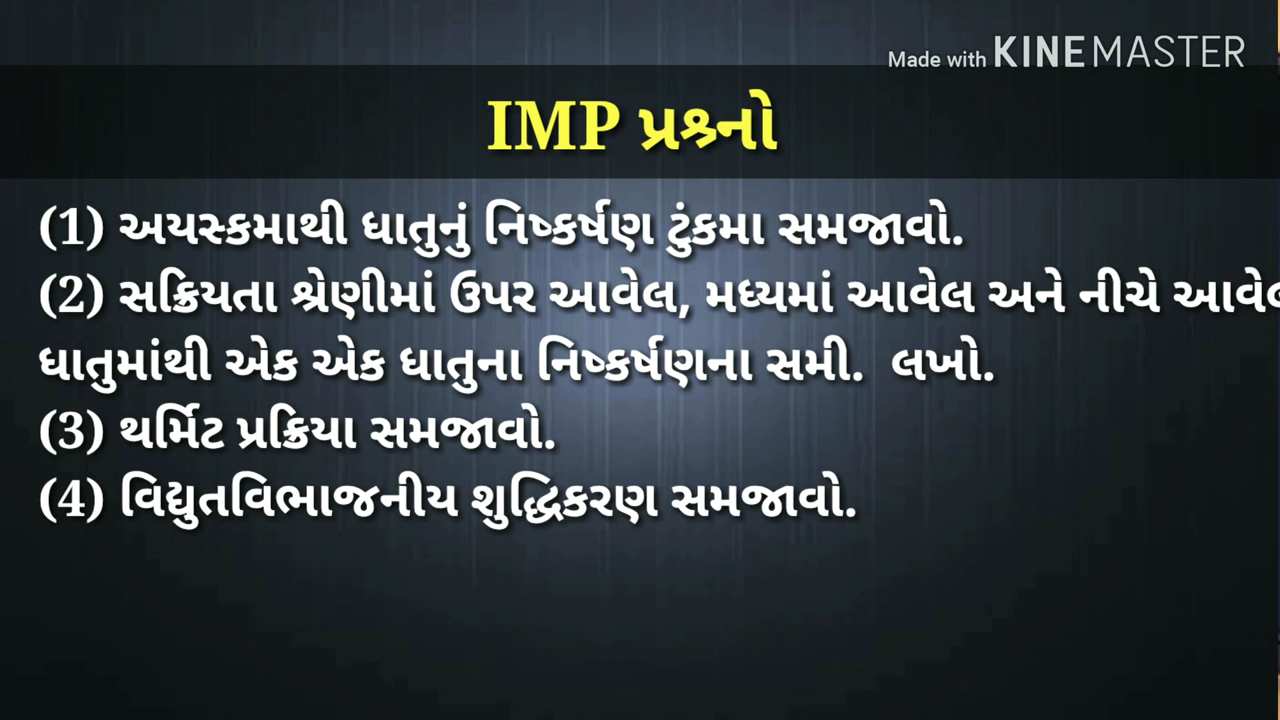 Made with KINEMASTER
IMP પ્રશ્નો
(1) અયસ્કમાથી ધાતુનું નિષ્કર્ષણ ટુંકમા સમજાવો.
(2) સક્રિયતા શ્રેણીમાં ઉપર આવેલ, મધ્યમાં આવેલ અને નીચે આવેલ
ધાતુમાંથી એક એક ધાતુના નિષ્કર્ષણના સમી. લખો.
(3) થર્મિટ પ્રક્રિયા સમજાવો.
(4) વિદ્યુતવિભાજનીય શુદ્ધિકરણ સમજાવો.